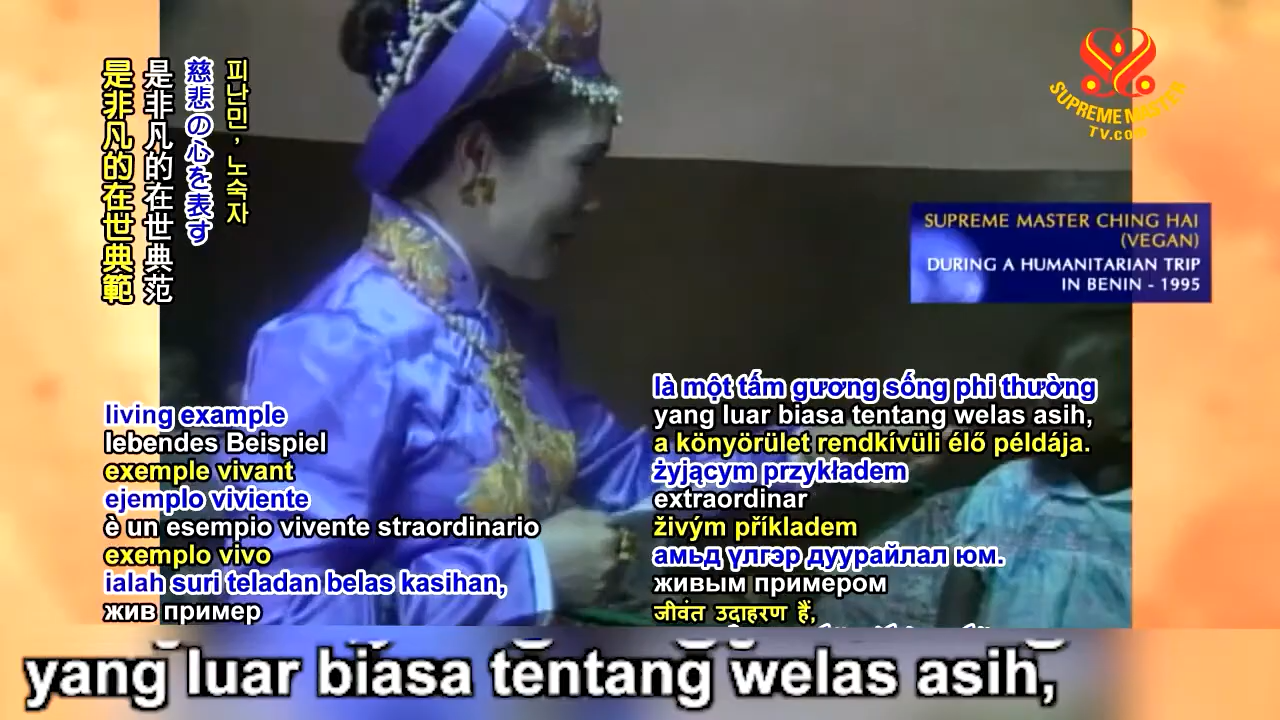 피난민, 노숙자
慈悲の心を表す
是非凡的在世典范
是非凡的在世典範
SUPREME MASTER
TV.COM
SUPREME MASTER CHING HAI
(VEGAN)
DURING A HUMANITARIAN TRIP
IN BENIN - 1995
living example
lebendes Beispiel
exemple vivant
ejemplo viviente
è un esempio vivente straordinario
exemplo vivo
ialah suri teladan belas kasihan,
жив пример
là một tấm gương sống phi thường
yang luar biasa tentang welas asih,
a könyörület rendkívüli élő példája.
żyjącym przykładem
extraordinar
živým příkladem
амьд үлгэр дуурайлал юм.
живым примером
जीवंत उदाहरण हैं,
yang luar biasa tentang welas asih,